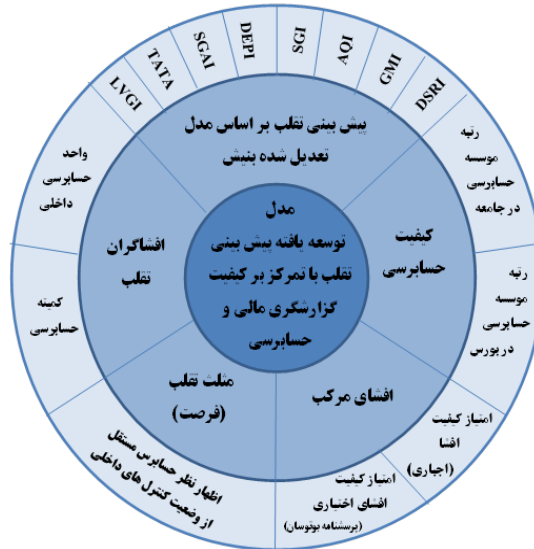 LVGI
TATA
SGAI
DEPI
SGI
AQI
GMI
DSRI
پیش بینی تقلب بر اساس مدل
تعدیل شده بنیش
رتبه
موسسه
حسابرسی
در جامعه
واحد
حسابرسی
داخلی
کیفیت
حسابرسی
افشاگران
تقلب
مدل
توسعه یافته پیش بینی
تقلب با تمرکز بر کیفیت
گزارشگری مالی و
حسابرسی
رتبه
موسسه
حسابرسی
در بورس
کمیته
حسابرسی
مثلث تقلب
(فرصت)
افشای مرکب
امتیاز کیفیت
افشا
(اجباری)
امتیاز کیفیت
افشای اختیاری
(پرسشنامه بوتوسان)
اظهار نظر حسابرس مستقل
از وضعیت کنترل های داخلی